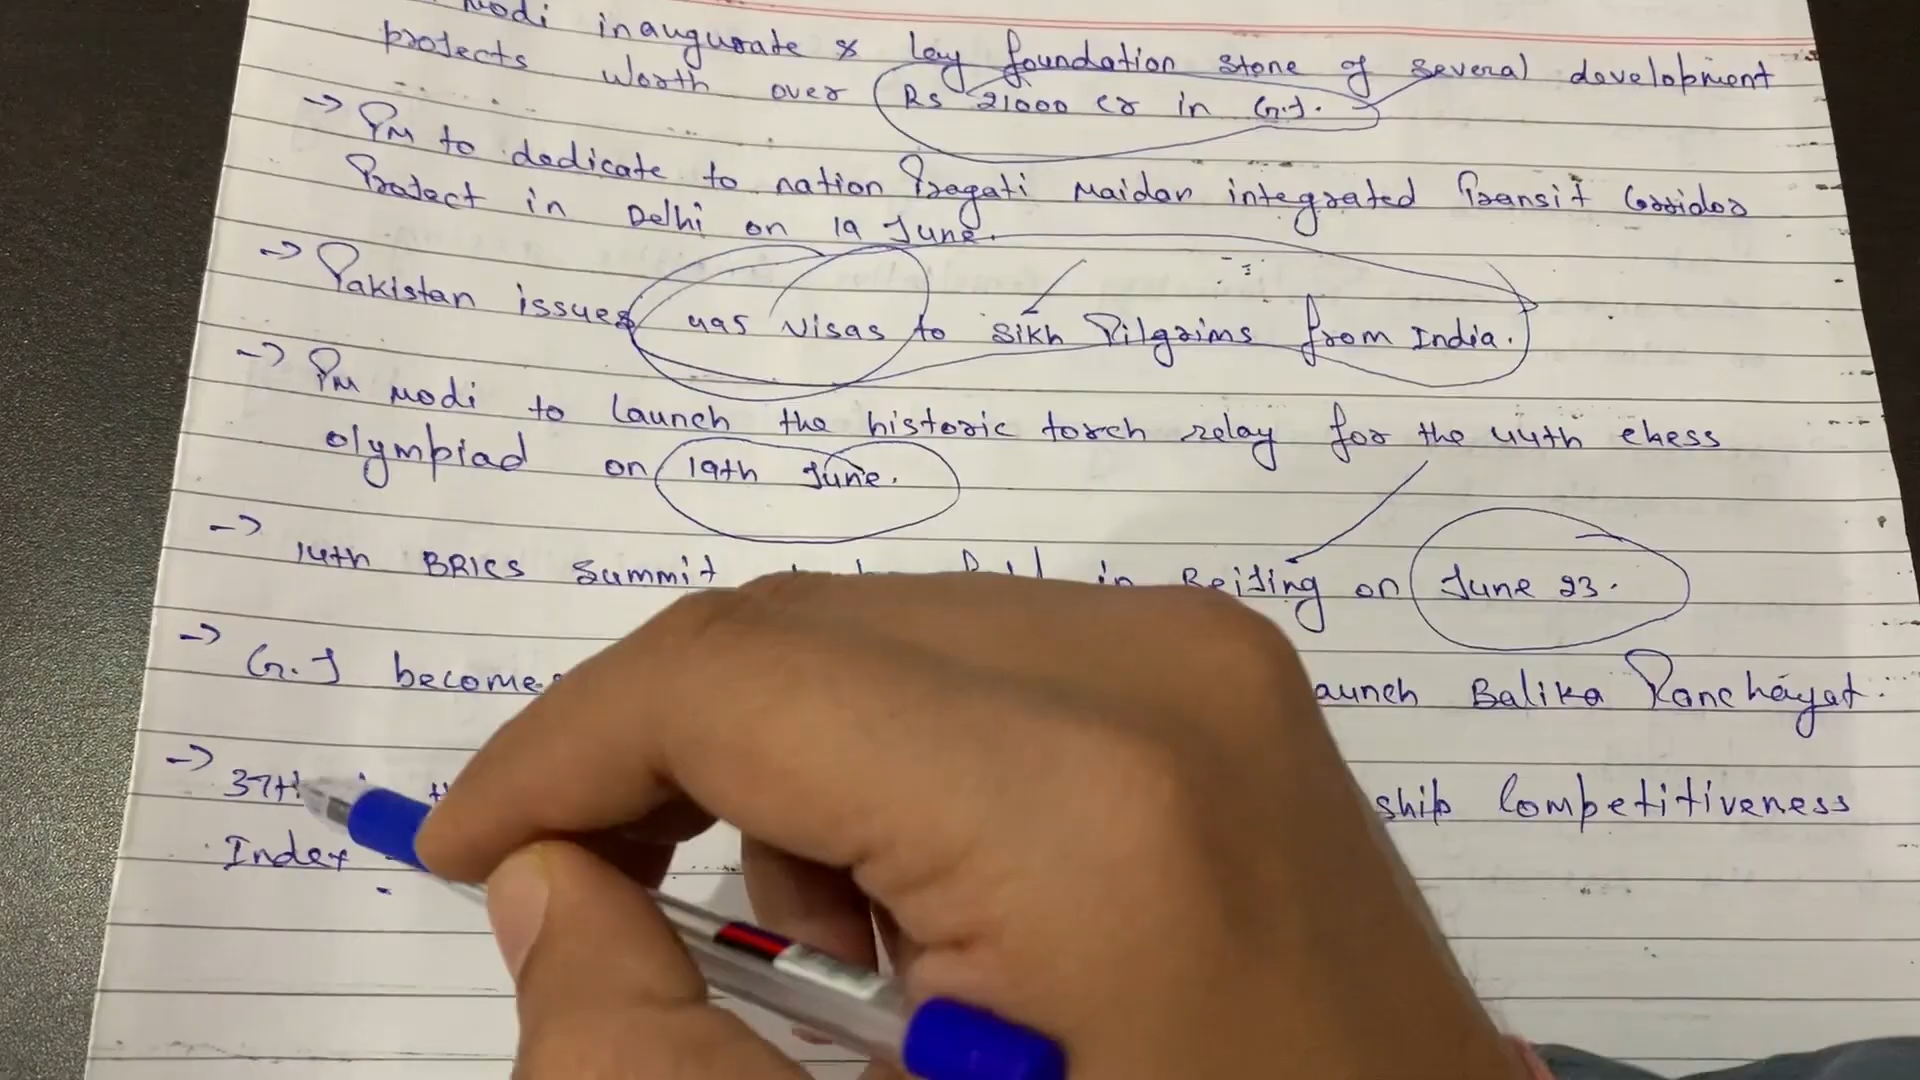 Modi inaugurate & lay foundation stone of several development
projects worth over Rs 21000 cr in G.J.
→ PM to dedicate to nation Pragati Maidan integrated Transit Corridor
Project in Delhi on 19 June.
→ Pakistan issues 495 visas to Sikh Pilgrims from India.
→ PM Modi to launch the historic torch relay for the 44th chess
olympiad on 19th June.
→ 14th BRICS Summit in Beijing on June 23.
→ G.J becomes launch Balika Panchayat.
→ 37th ship Competitiveness
Index